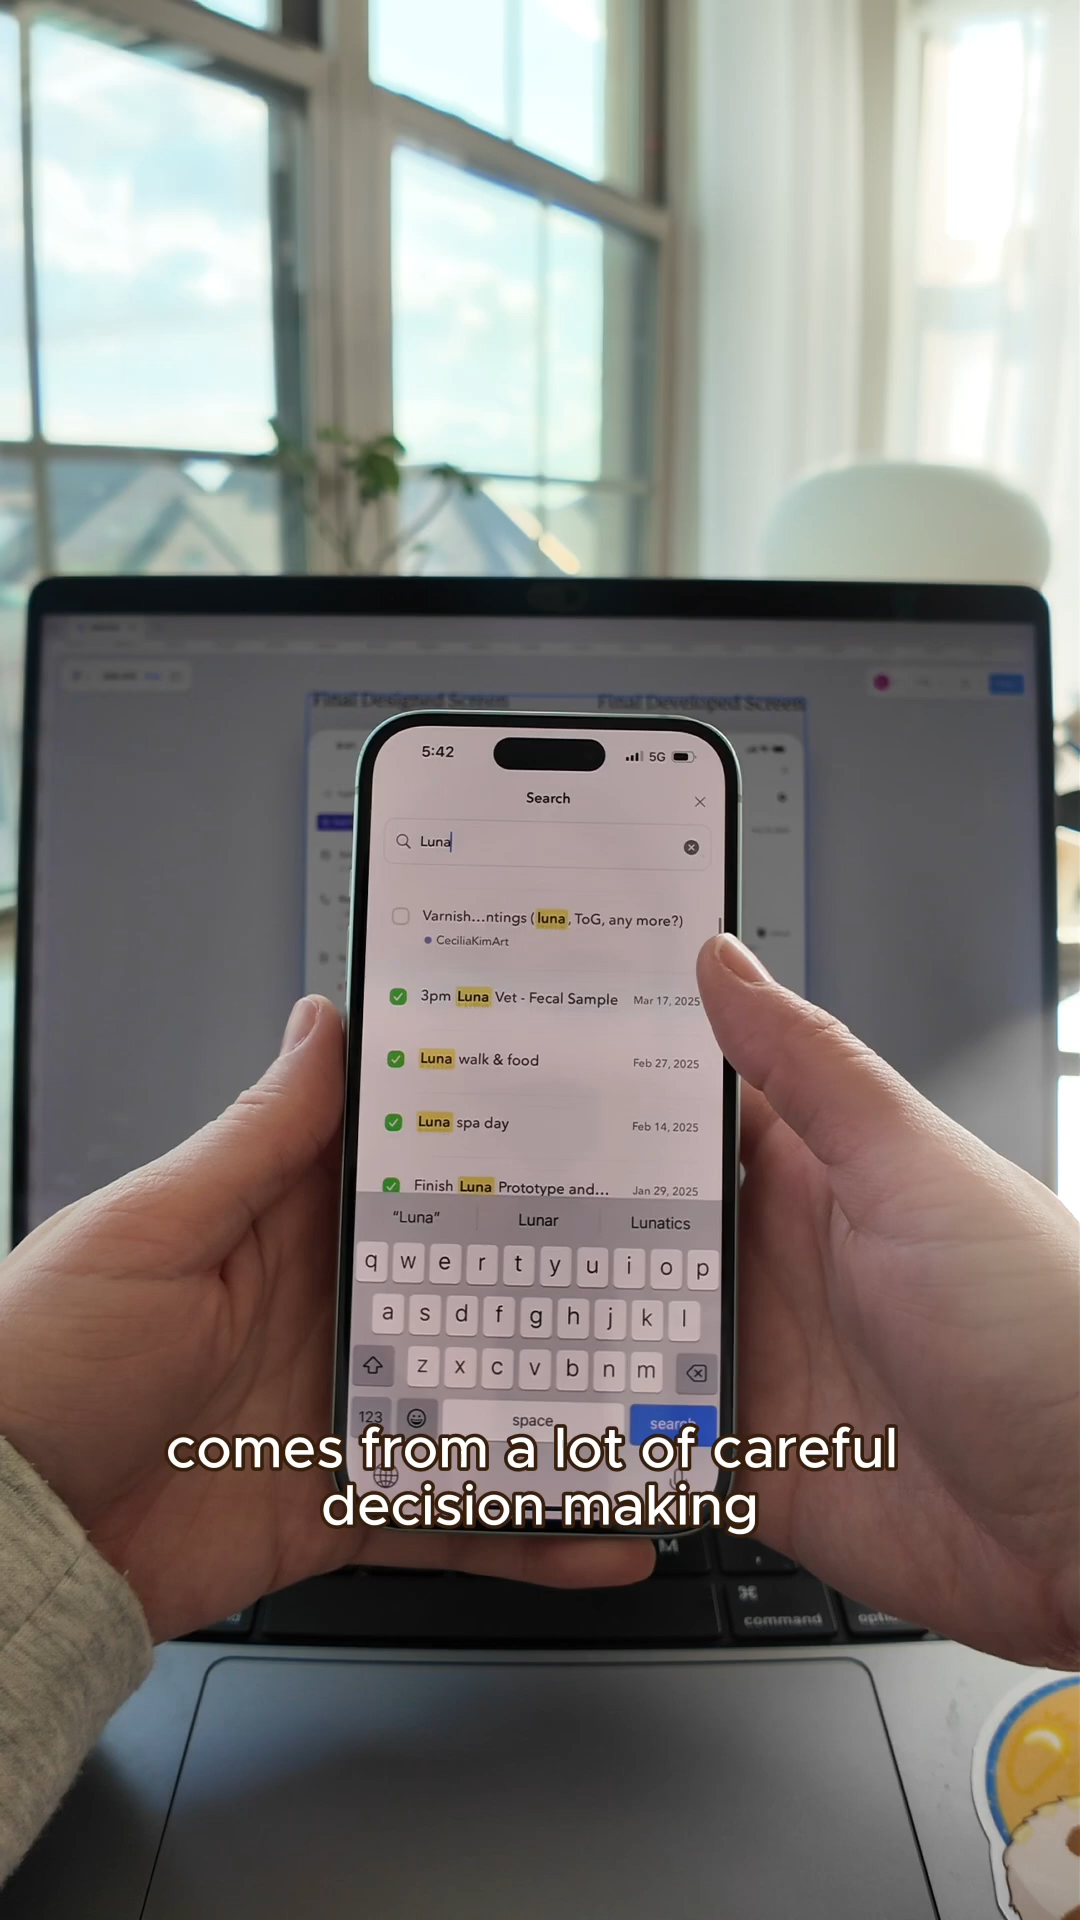 Final Designed Screen
Final Developed Screen
5:42
5G
Search
Luna
Varnish...ntings (luna, ToG, any more?)
CeciliaKimArt
3pm Luna Vet - Fecal Sample
Mar 17, 2025
Luna walk & food
Feb 27, 2025
Luna spa day
Feb 14, 2025
Finish Luna Prototype and...
Jan 29, 2025
“Luna”
Lunar
Lunatics
q w e r t y u i o p
a s d f g h j k l
z x c v b n m
123
space
search
comes from a lot of careful
decision making
M
,
⌘
command